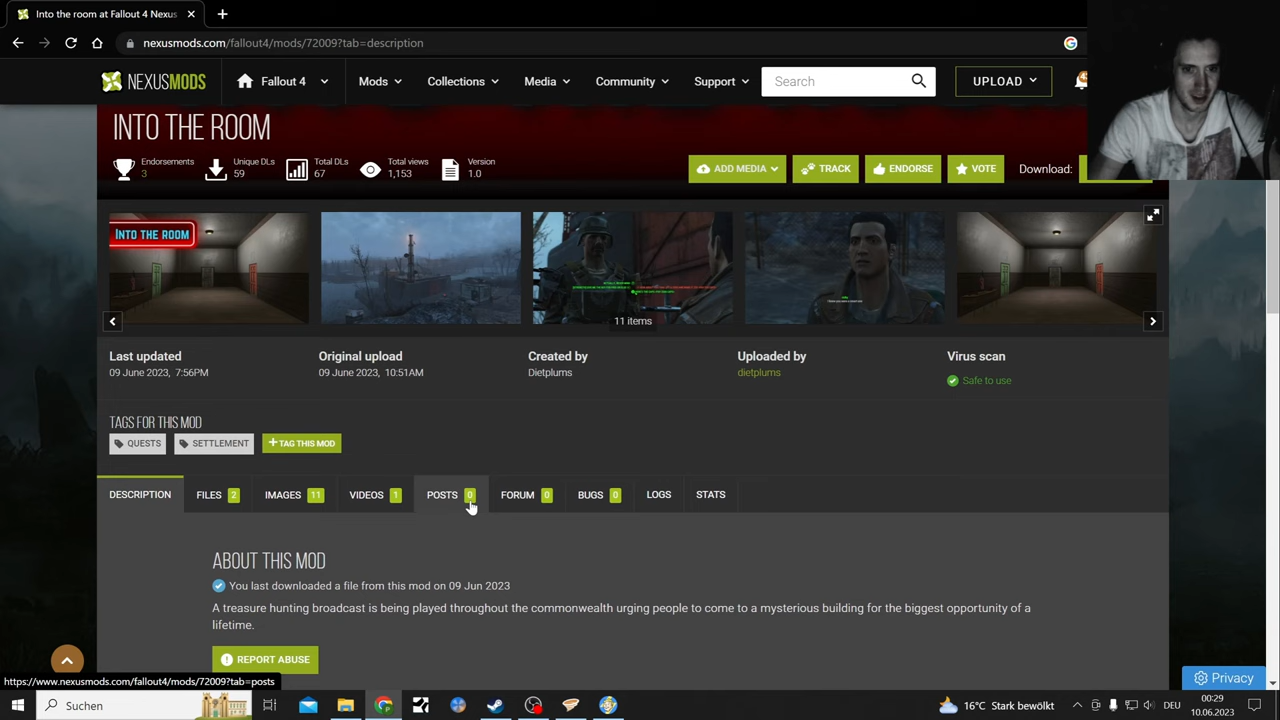 Into the room at Fallout 4 Nexus
nexusmods.com/fallout4/mods/72009?tab=description
NEXUSMODS
Fallout 4
Mods
Collections
Media
Community
Support
Search
UPLOAD
INTO THE ROOM
Endorsements
3
Unique DLs
59
Total DLs
67
Total views
1,153
Version
1.0
ADD MEDIA
TRACK
ENDORSE
VOTE
Download:
INTO THE ROOM
11 items
Last updated
09 June 2023, 7:56PM
Original upload
09 June 2023, 10:51AM
Created by
Dietplums
Uploaded by
dietplums
Virus scan
Safe to use
TAGS FOR THIS MOD
QUESTS
SETTLEMENT
TAG THIS MOD
DESCRIPTION
FILES 2
IMAGES 11
VIDEOS 1
POSTS 0
FORUM 0
BUGS 0
LOGS
STATS
ABOUT THIS MOD
You last downloaded a file from this mod on 09 Jun 2023
A treasure hunting broadcast is being played throughout the commonwealth urging people to come to a mysterious building for the biggest opportunity of a
lifetime.
REPORT ABUSE
https://www.nexusmods.com/fallout4/mods/72009?tab=posts
Privacy
Suchen
16°C Stark bewölkt
DEU
00:29
10.06.2023